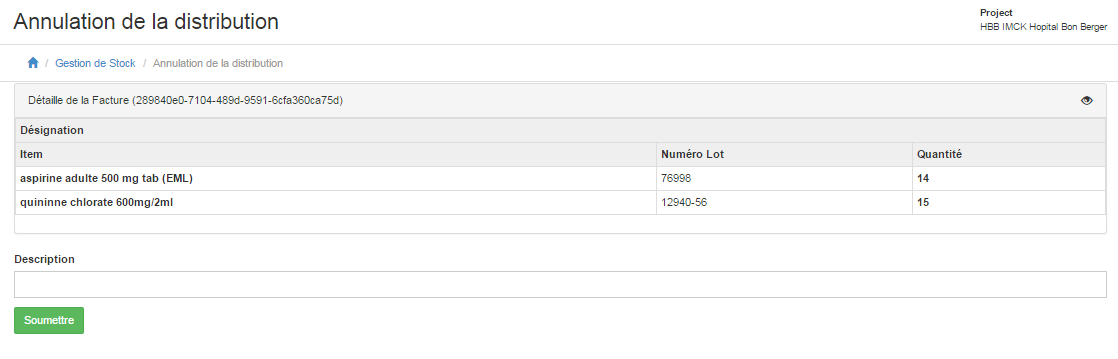 Annulation de la distribution
Project
HBB IMCK Hopital Bon Berger
/ Gestion de Stock / Annulation de la distribution
Détaille de la Facture (289840e0-7104-489d-9591-6cfa360ca75d)
Désignation
Item Numéro Lot Quantité
aspirine adulte 500 mg tab (EML) 76998 14
quininne chlorate 600mg/2ml 12940-56 15
Description
Soumettre